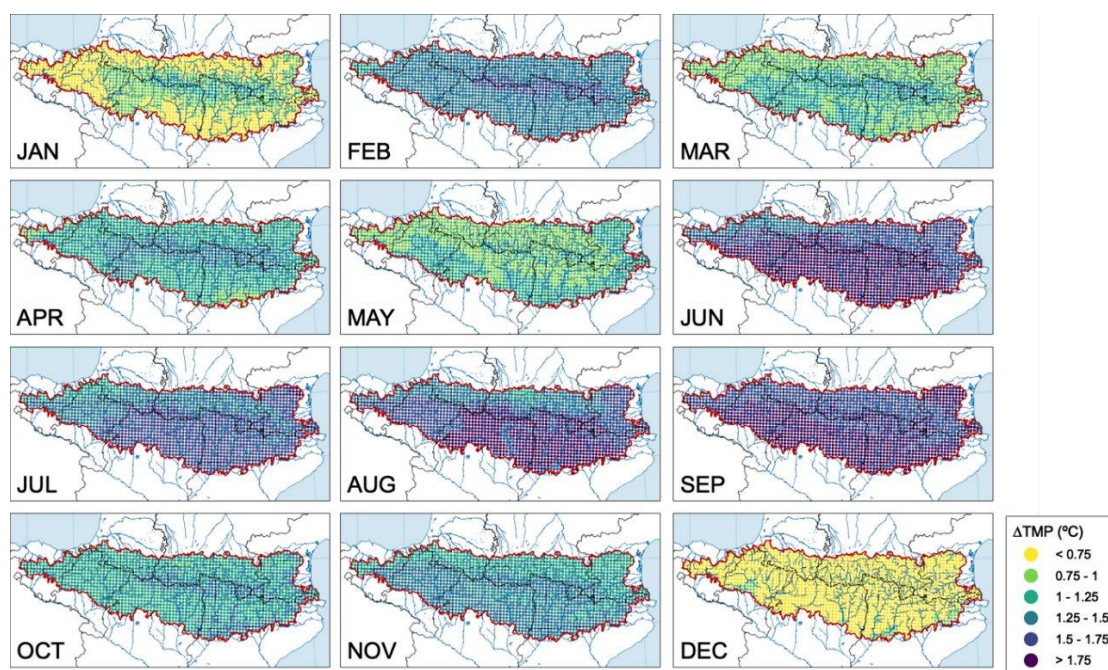 JAN
FEB
MAR
APR
MAY
JUN
JUL
AUG
SEP
OCT
NOV
DEC
ΔTMP (ºC)
< 0.75
0.75 - 1
1 - 1.25
1.25 - 1.5
1.5 - 1.75
> 1.75